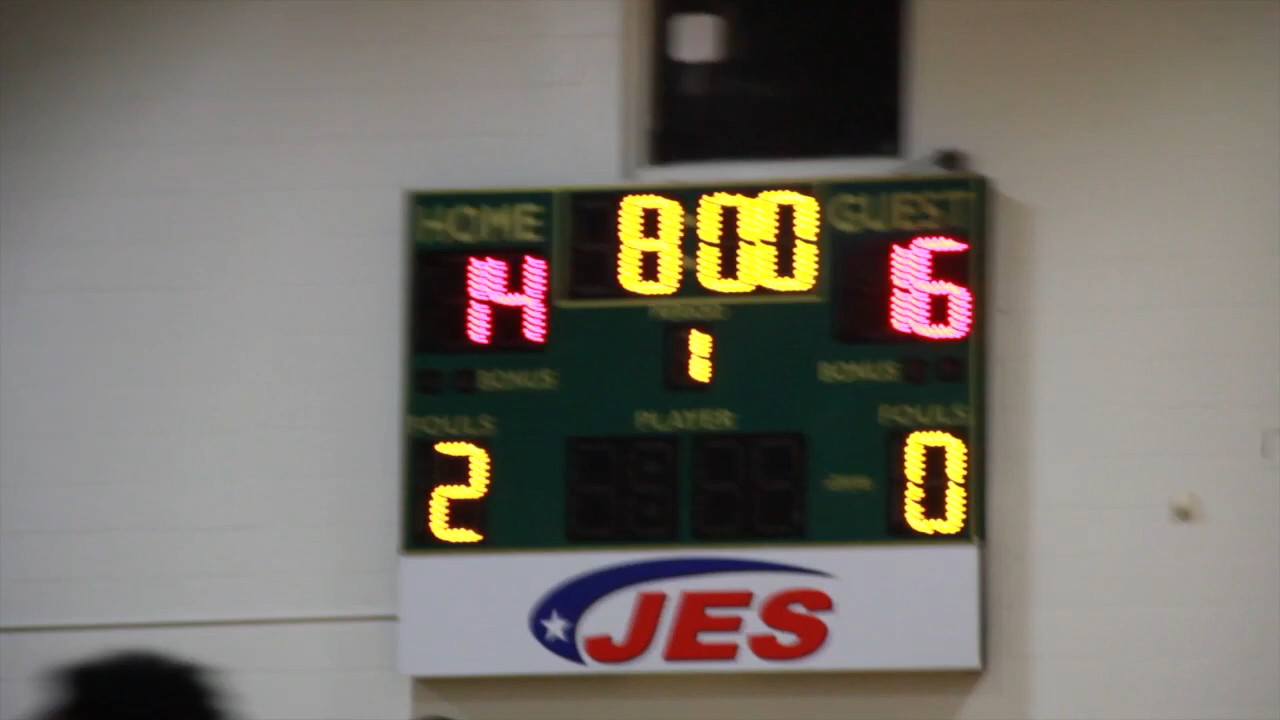 HOME 8:00 GUEST
14 6
PERIOD
1
BONUS BONUS
FOULS PLAYER FOULS
2 0
JES